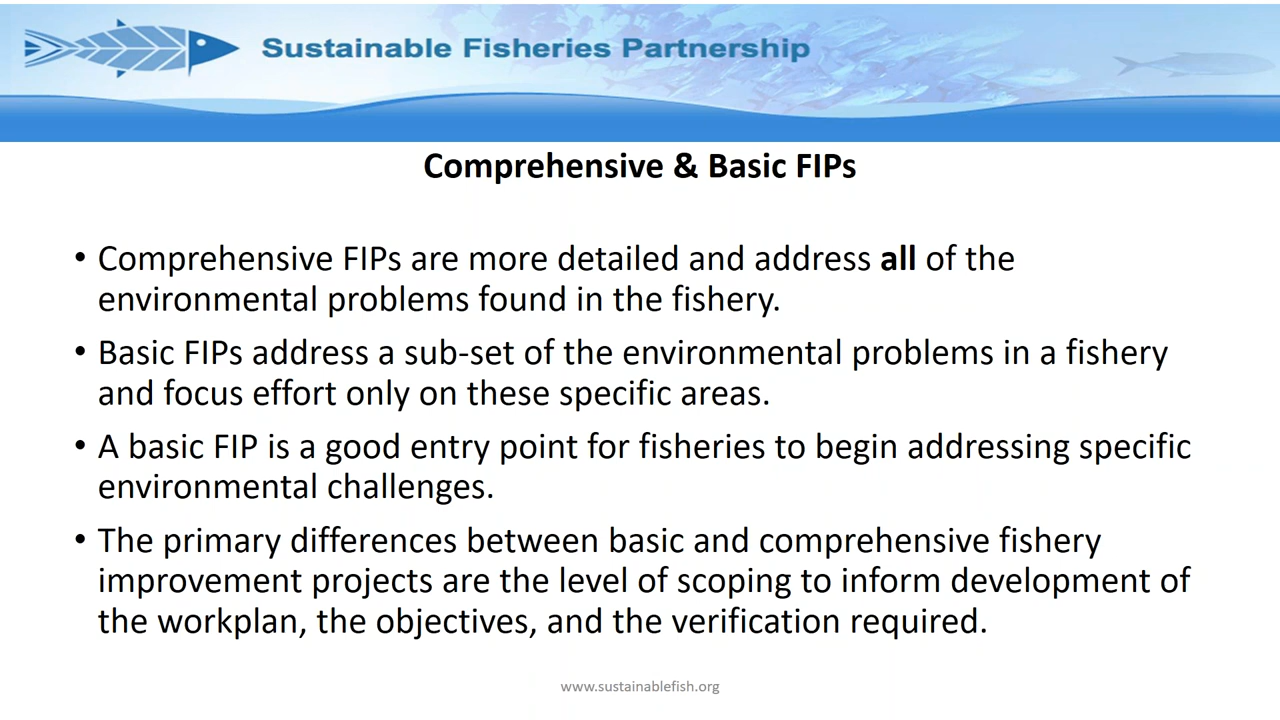 Sustainable Fisheries Partnership
Comprehensive & Basic FIPs
• Comprehensive FIPs are more detailed and address all of the
environmental problems found in the fishery.
• Basic FIPs address a sub-set of the environmental problems in a fishery
and focus effort only on these specific areas.
• A basic FIP is a good entry point for fisheries to begin addressing specific
environmental challenges.
• The primary differences between basic and comprehensive fishery
improvement projects are the level of scoping to inform development of
the workplan, the objectives, and the verification required.
www.sustainablefish.org